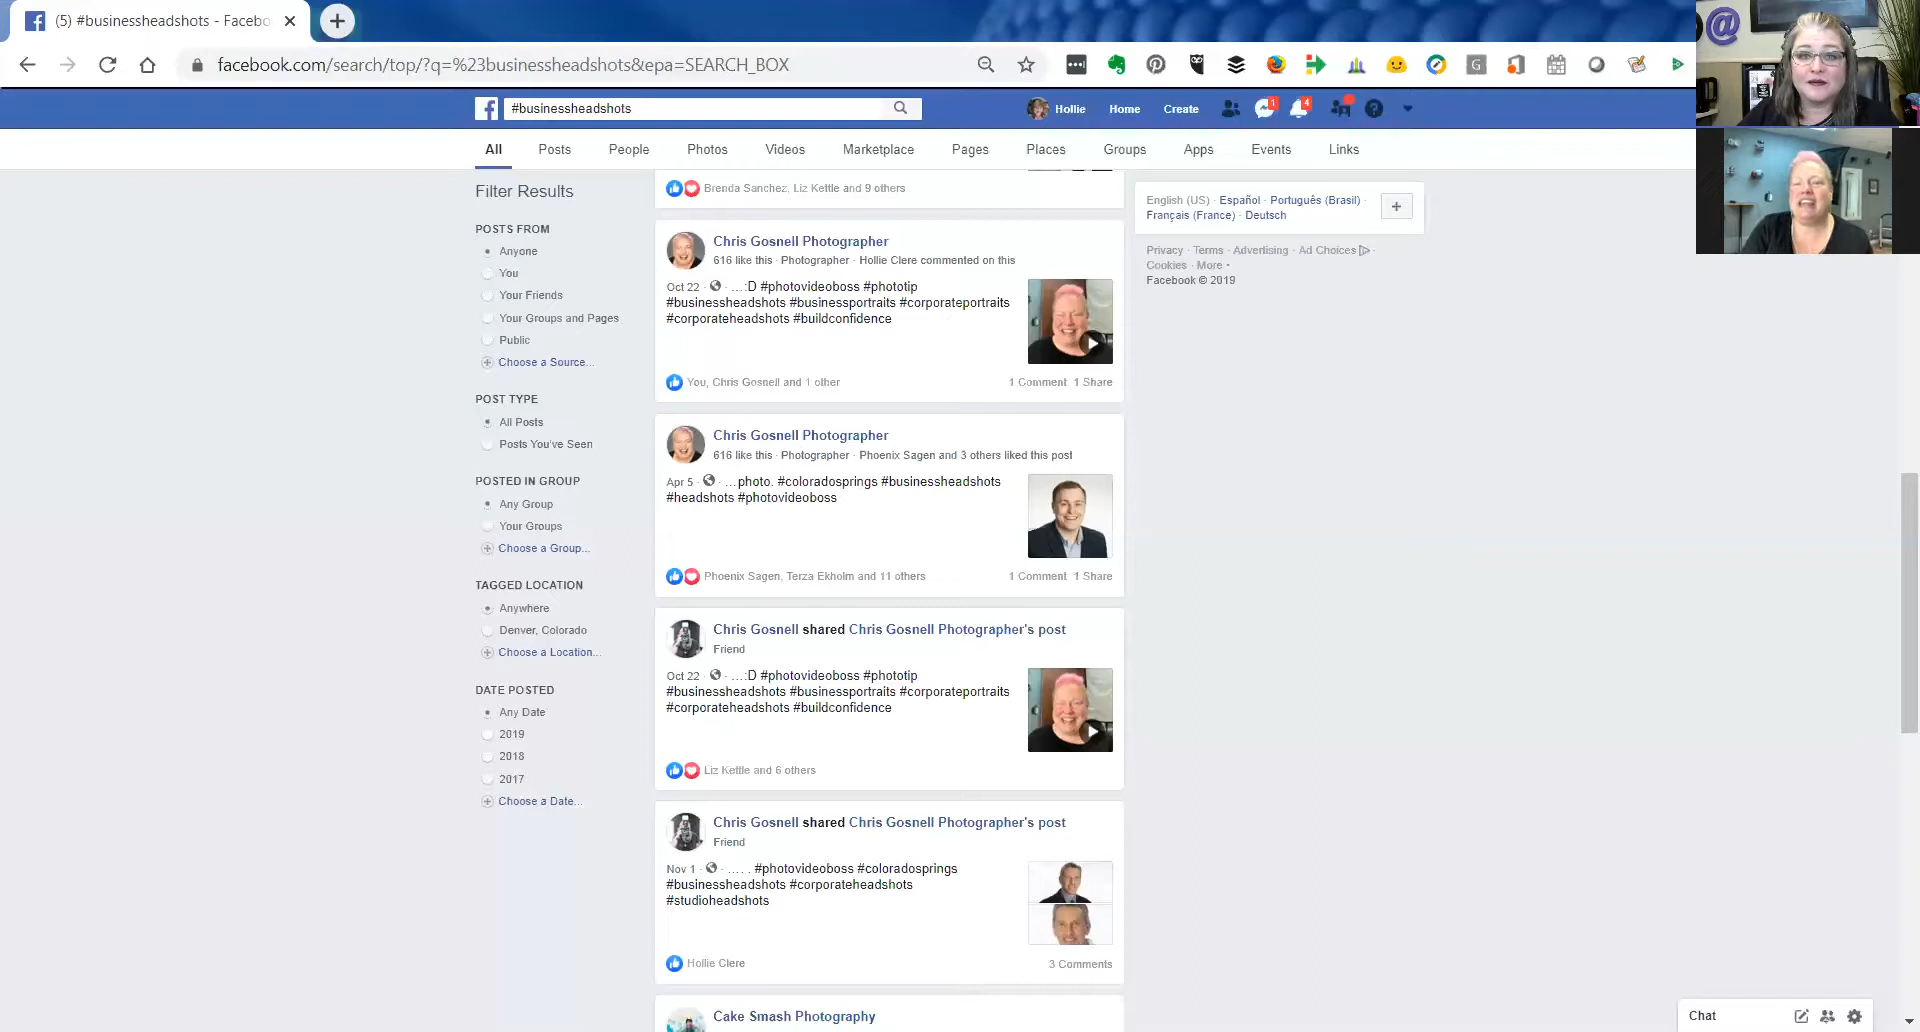 (5) #businessheadshots - Facebo
facebook.com/search/top/?q=%23businessheadshots&epa=SEARCH_BOX
#businessheadshots
Hollie
Home
Create
1
4
All
Posts
People
Photos
Videos
Marketplace
Pages
Places
Groups
Apps
Events
Links
Filter Results
POSTS FROM
Anyone
You
Your Friends
Your Groups and Pages
Public
Choose a Source...
POST TYPE
All Posts
Posts You've Seen
POSTED IN GROUP
Any Group
Your Groups
Choose a Group...
TAGGED LOCATION
Anywhere
Denver, Colorado
Choose a Location...
DATE POSTED
Any Date
2019
2018
2017
Choose a Date...
Brenda Sanchez, Liz Kettle and 9 others
Chris Gosnell Photographer
616 like this · Photographer · Hollie Clere commented on this
Oct 22 · ...:D #photovideoboss #phototip
#businessheadshots #businessportraits #corporateportraits
#corporateheadshots #buildconfidence
You, Chris Gosnell and 1 other
1 Comment 1 Share
Chris Gosnell Photographer
616 like this · Photographer · Phoenix Sagen and 3 others liked this post
Apr 5 · ...photo. #coloradosprings #businessheadshots
#headshots #photovideoboss
Phoenix Sagen, Terza Ekholm and 11 others
1 Comment 1 Share
Chris Gosnell shared Chris Gosnell Photographer's post
Friend
Oct 22 · ...:D #photovideoboss #phototip
#businessheadshots #businessportraits #corporateportraits
#corporateheadshots #buildconfidence
Liz Kettle and 6 others
Chris Gosnell shared Chris Gosnell Photographer's post
Friend
Nov 1 · ... . . #photovideoboss #coloradosprings
#businessheadshots #corporateheadshots
#studioheadshots
Hollie Clere
3 Comments
Cake Smash Photography
English (US) · Español · Português (Brasil) ·
Français (France) · Deutsch
Privacy · Terms · Advertising · Ad Choices ·
Cookies · More
Facebook © 2019
Chat